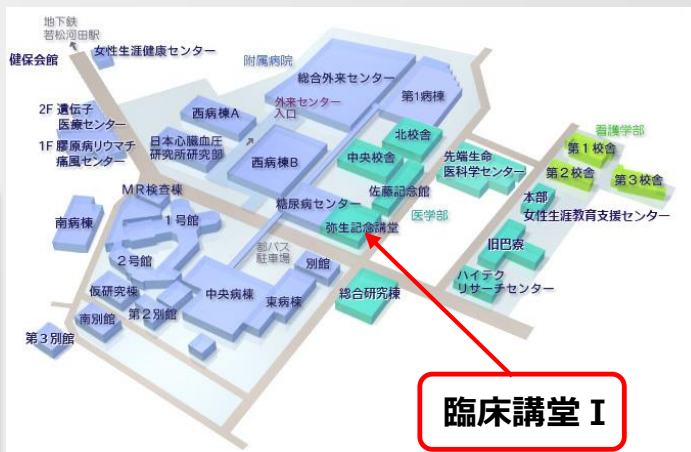 地下鉄
若松河田駅
女性生涯健康センター
健保会館
附属病院
総合外来センター
2F 遺伝子
医療センター
西病棟A
外来センター
入口
第1病棟
1F 膠原病リウマチ
痛風センター
日本心臓血圧
研究所研究部
西病棟B
北校舎
中央校舎
先端生命
医科学センター
看護学部
第1校舎
第2校舎
第3校舎
MR検査棟
糖尿病センター
佐藤記念館
本部
女性生涯教育支援センター
南病棟
1号館
弥生記念講堂
医学部
2号館
都バス
駐車場
別館
旧巴寮
仮研究棟
中央病棟
東病棟
総合研究棟
ハイテク
リサーチセンター
南別館
第2別館
第3別館
臨床講堂Ⅰ